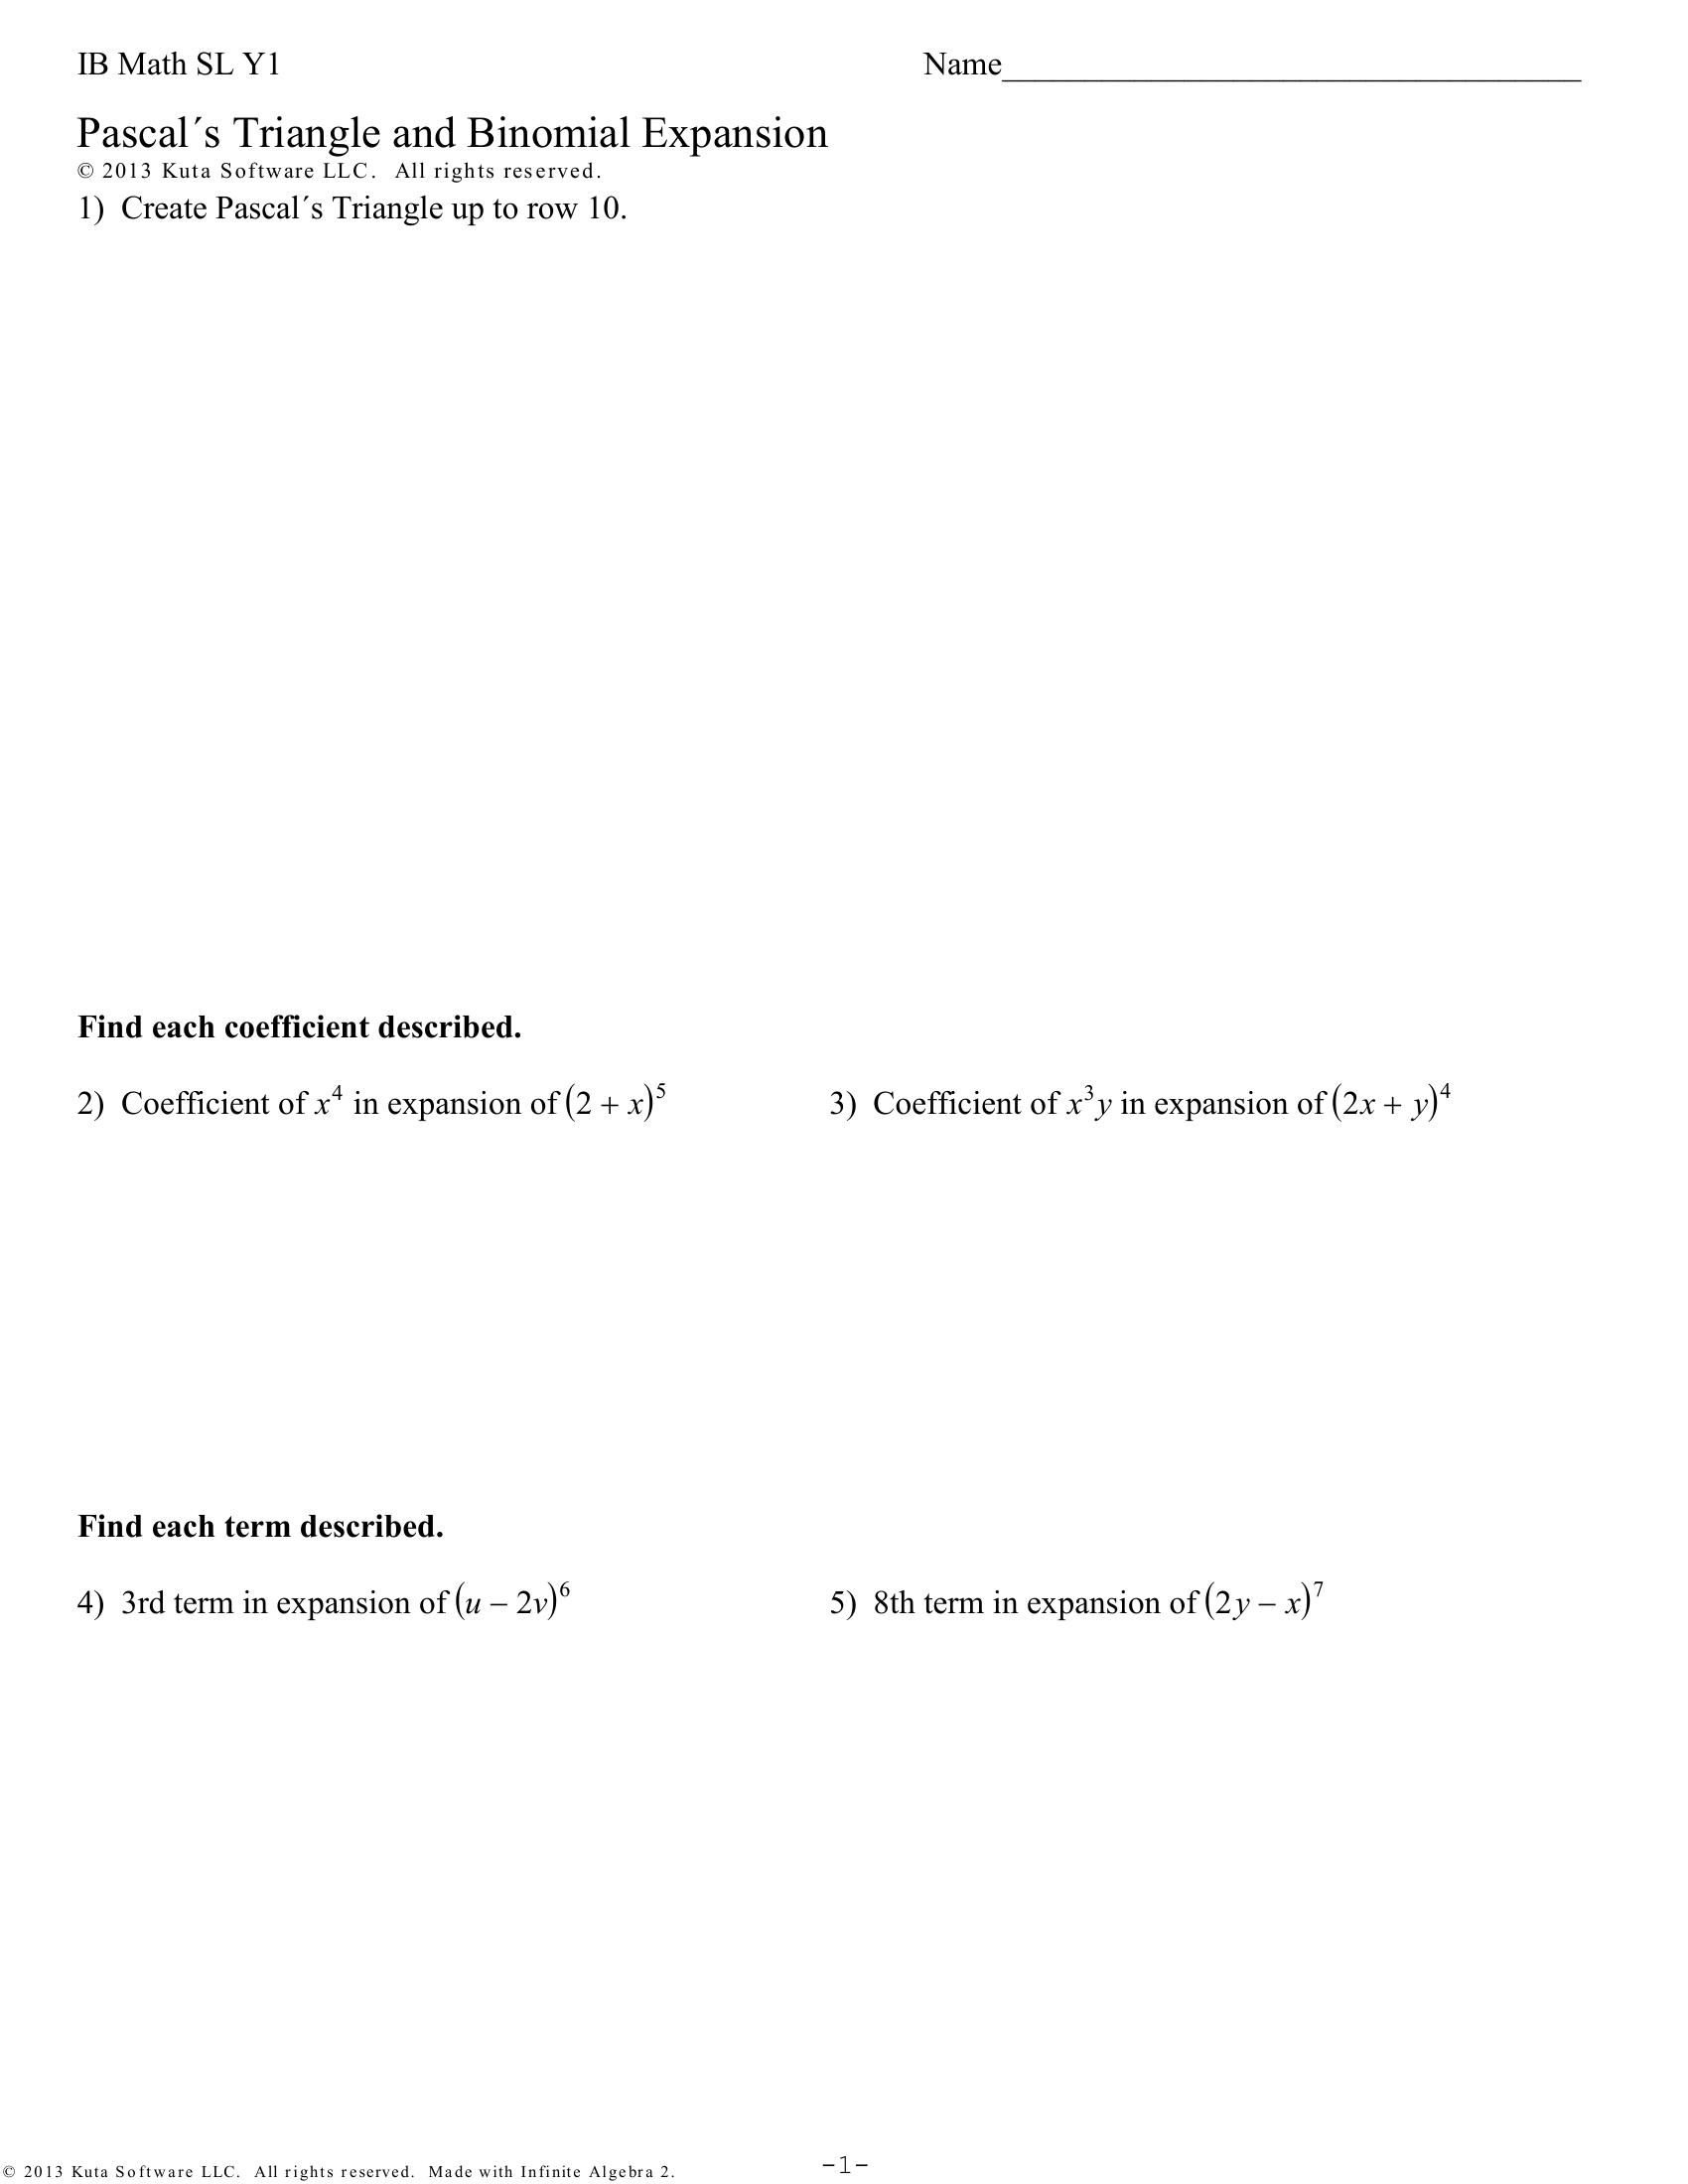 IB Math SL Y1
Name___________________________________
Pascal´s Triangle and Binomial Expansion
© 2013 Kuta Software LLC. All rights reserved.
1) Create Pascal´s Triangle up to row 10.
Find each coefficient described.
2) Coefficient of x⁴ in expansion of (2 + x)⁵
3) Coefficient of x³y in expansion of (2x + y)⁴
Find each term described.
4) 3rd term in expansion of (u − 2v)⁶
5) 8th term in expansion of (2y − x)⁷
© 2013 Kuta Software LLC. All rights reserved. Made with Infinite Algebra 2.
-1-